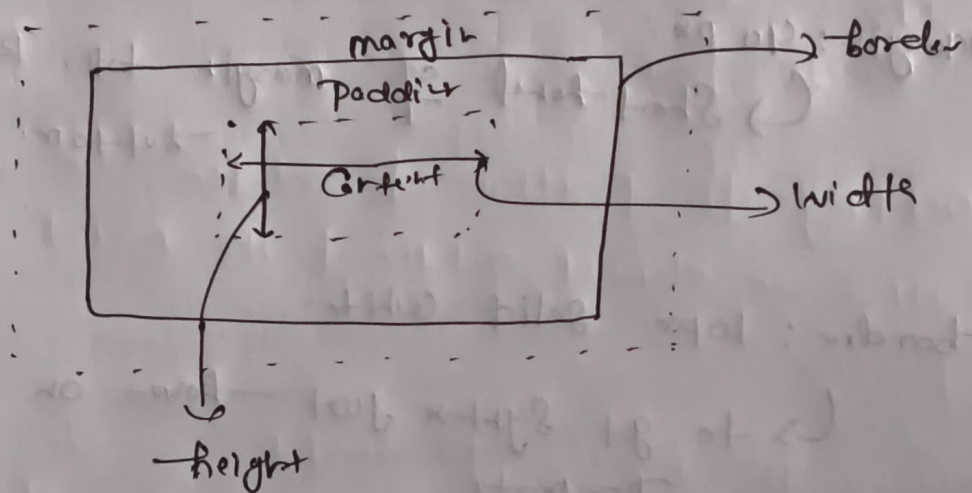 margin
border
padding
Content
width
height